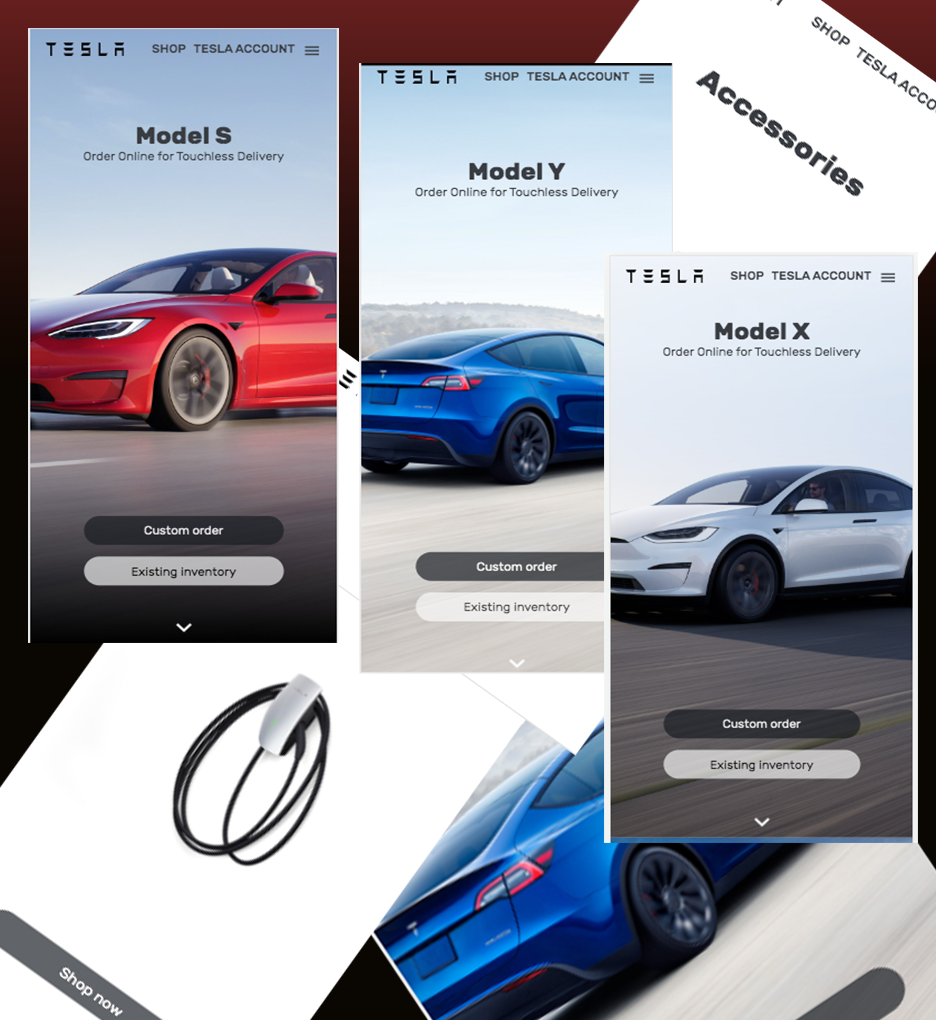 TESLA SHOP TESLA ACCOUNT
Model S
Order Online for Touchless Delivery
Custom order
Existing inventory
TESLA SHOP TESLA ACCOUNT
Model Y
Order Online for Touchless Delivery
Custom order
Existing inventory
SHOP TESLA ACCO
Accessories
TESLA SHOP TESLA ACCOUNT
Model X
Order Online for Touchless Delivery
Custom order
Existing inventory
Shop now